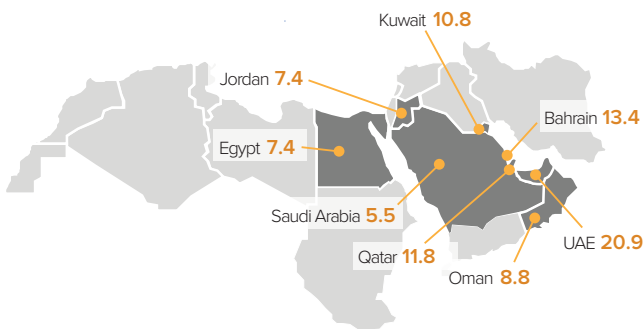 Kuwait 10.8
Jordan 7.4
Bahrain 13.4
Egypt 7.4
Saudi Arabia 5.5
UAE 20.9
Qatar 11.8
Oman 8.8